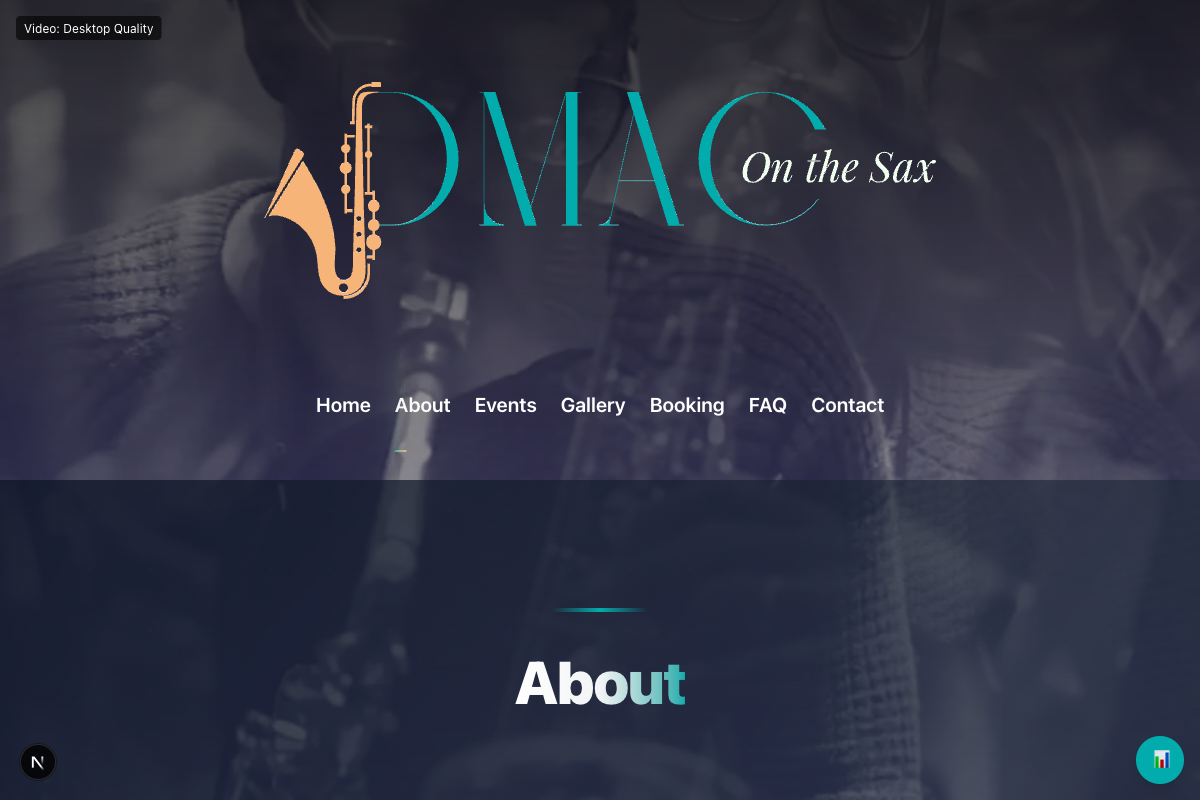 Video: Desktop Quality
DMAC
On the Sax
Home About Events Gallery Booking FAQ Contact
About
N